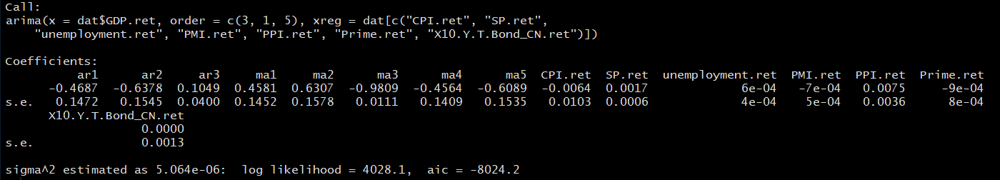 Call:
arima(x = dat$GDP.ret, order = c(3, 1, 5), xreg = dat[c("CPI.ret", "SP.ret",
    "unemployment.ret", "PMI.ret", "PPI.ret", "Prime.ret", "X10.Y.T.Bond_CN.ret")])

Coefficients:
          ar1      ar2     ar3     ma1     ma2      ma3      ma4      ma5  CPI.ret  SP.ret  unemployment.ret  PMI.ret  PPI.ret  Prime.ret
      -0.4687  -0.6378  0.1049  0.4581  0.6307  -0.9809  -0.4564  -0.6089  -0.0064  0.0017             6e-04   -7e-04   0.0075     -9e-04
s.e.   0.1472   0.1545  0.0400  0.1452  0.1578   0.0111   0.1409   0.1535   0.0103  0.0006             4e-04    5e-04   0.0036      8e-04
      X10.Y.T.Bond_CN.ret
                   0.0000
s.e.               0.0013

sigma^2 estimated as 5.064e-06:  log likelihood = 4028.1,  aic = -8024.2